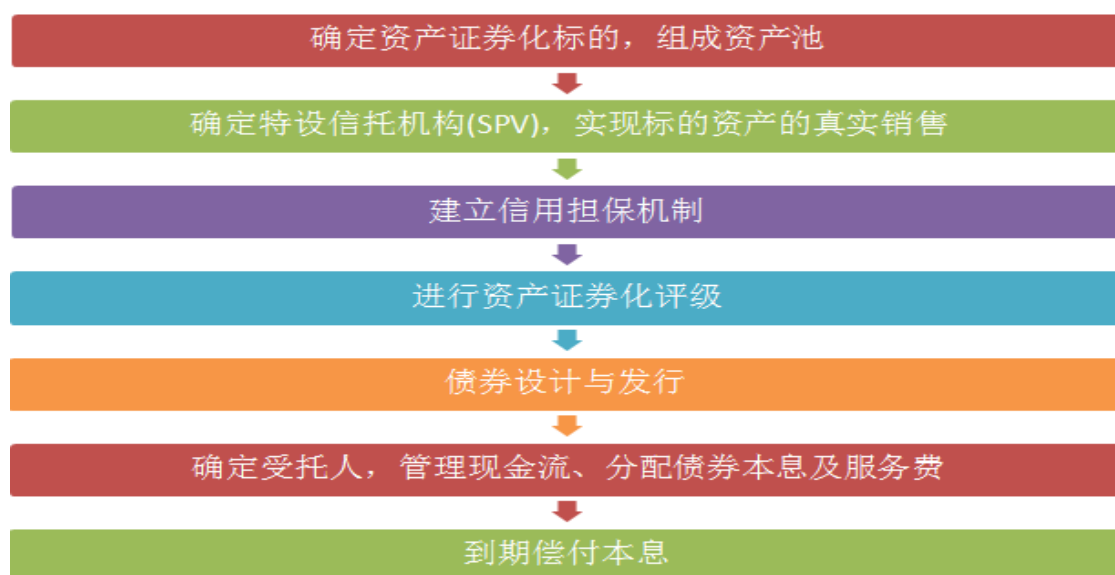 确定资产证券化标的，组成资产池
确定特设信托机构(SPV)，实现标的资产的真实销售
建立信用担保机制
进行资产证券化评级
债券设计与发行
确定受托人，管理现金流、分配债券本息及服务费
到期偿付本息